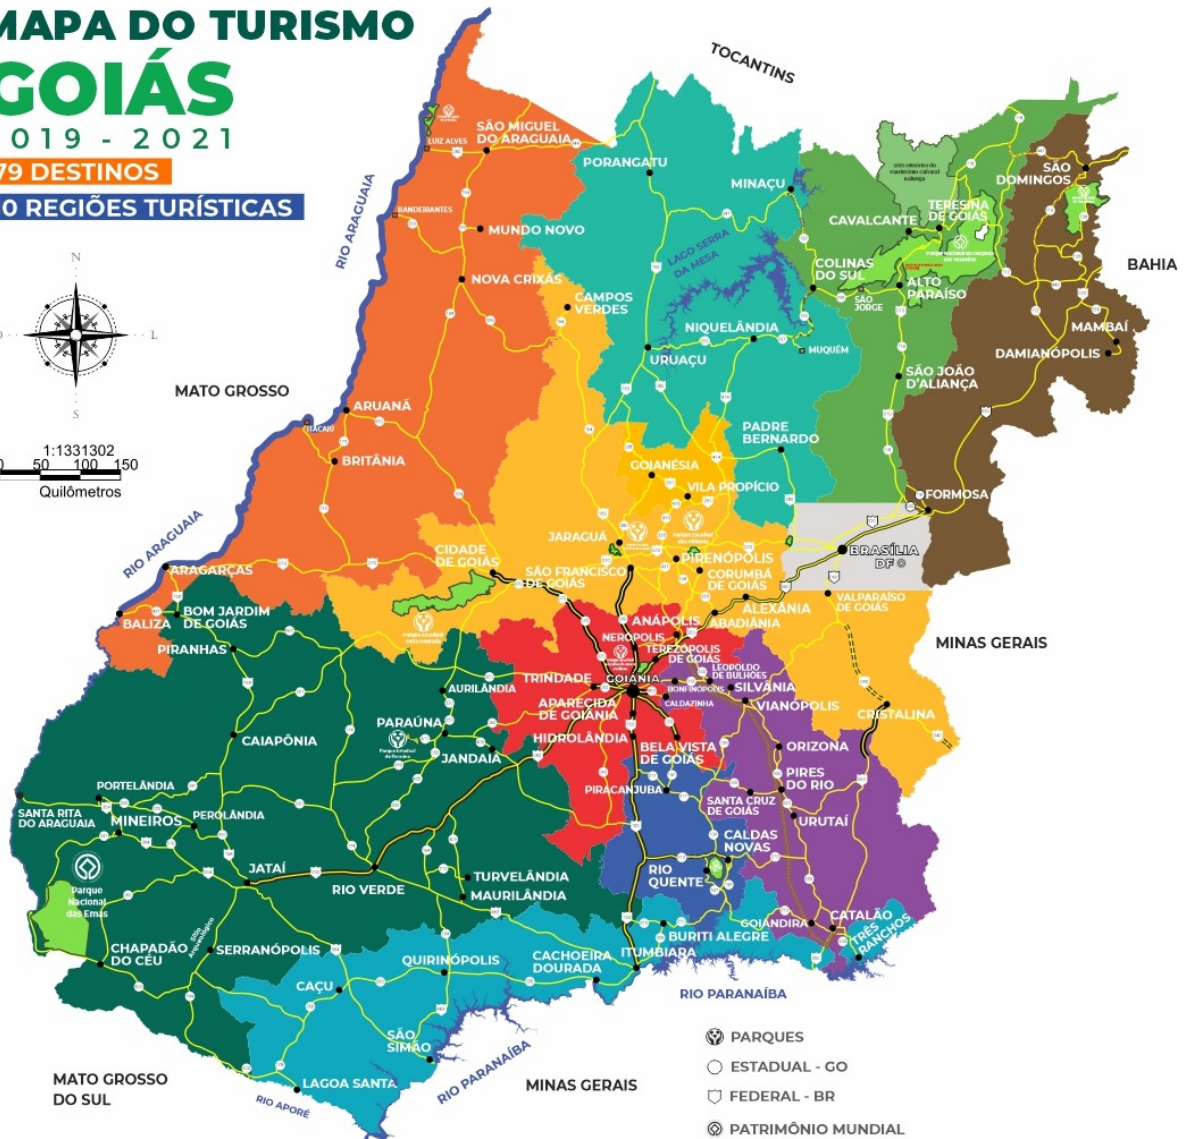 MAPA DO TURISMO
GOIÁS
019 - 2021
79 DESTINOS
0 REGIÕES TURÍSTICAS
TOCANTINS
BAHIA
MATO GROSSO
MINAS GERAIS
MATO GROSSO
DO SUL
MINAS GERAIS
RIO ARAGUAIA
RIO ARAGUAIA
RIO PARANAÍBA
RIO PARANAÍBA
RIO APORÉ
N
L
S
1:1331302
0 50 100 150
Quilômetros
LUIZ ALVES
SÃO MIGUEL
DO ARAGUAIA
BANDEIRANTES
MUNDO NOVO
NOVA CRIXÁS
ARUANÃ
ITACAIÚ
BRITÂNIA
ARAGARÇAS
BALIZA
PORANGATU
MINAÇU
LAGO SERRA
DA MESA
NIQUELÂNDIA
URUAÇU
MUQUÉM
PADRE
BERNARDO
CAVALCANTE
TERESINA
DE GOIÁS
COLINAS
DO SUL
SÃO
JORGE
ALTO
PARAÍSO
SÃO JOÃO
D'ALIANÇA
SÃO
DOMINGOS
MAMBAÍ
DAMIANÓPOLIS
FORMOSA
BRASÍLIA
DF
CAMPOS
VERDES
GOIANÉSIA
VILA PROPÍCIO
JARAGUÁ
PIRENÓPOLIS
CIDADE
DE GOIÁS
SÃO FRANCISCO
DE GOIÁS
CORUMBÁ
DE GOIÁS
ALEXÂNIA
ABADIÂNIA
VALPARAÍSO
DE GOIÁS
CRISTALINA
ANÁPOLIS
NERÓPOLIS
TEREZÓPOLIS
DE GOIÁS
TRINDADE
GOIÂNIA
BONFINÓPOLIS
CALDAZINHA
APARECIDA
DE GOIÂNIA
HIDROLÂNDIA
BELA VISTA
DE GOIÁS
LEOPOLDO
DE BULHÕES
SILVÂNIA
VIANÓPOLIS
ORIZONA
PIRES
DO RIO
SANTA CRUZ
DE GOIÁS
URUTAÍ
CATALÃO
GOIANDIRA
TRÊS
RANCHOS
PIRACANJUBA
CALDAS
NOVAS
RIO
QUENTE
BURITI ALEGRE
ITUMBIARA
CACHOEIRA
DOURADA
QUIRINÓPOLIS
CAÇU
SÃO
SIMÃO
LAGOA SANTA
BOM JARDIM
DE GOIÁS
PIRANHAS
AURILÂNDIA
PARAÚNA
JANDAIA
CAIAPÔNIA
PORTELÂNDIA
SANTA RITA
DO ARAGUAIA
MINEIROS
PEROLÂNDIA
JATAÍ
RIO VERDE
TURVELÂNDIA
MAURILÂNDIA
Parque
Nacional
das Emas
CHAPADÃO
DO CÉU
Sítio
Arqueológico
SERRANÓPOLIS
PARQUES
ESTADUAL - GO
FEDERAL - BR
PATRIMÔNIO MUNDIAL